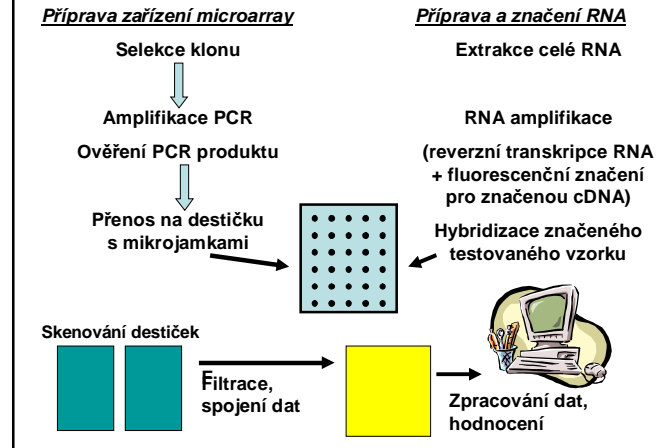 Příprava zařízení microarray
Selekce klonu
Amplifikace PCR
Ověření PCR produktu
Přenos na destičku
s mikrojamkami
Příprava a značení RNA
Extrakce celé RNA
RNA amplifikace
(reverzní transkripce RNA
+ fluorescenční značení
pro značenou cDNA)
Hybridizace značeného
testovaného vzorku
Skenování destiček
Filtrace,
spojení dat
Zpracování dat,
hodnocení